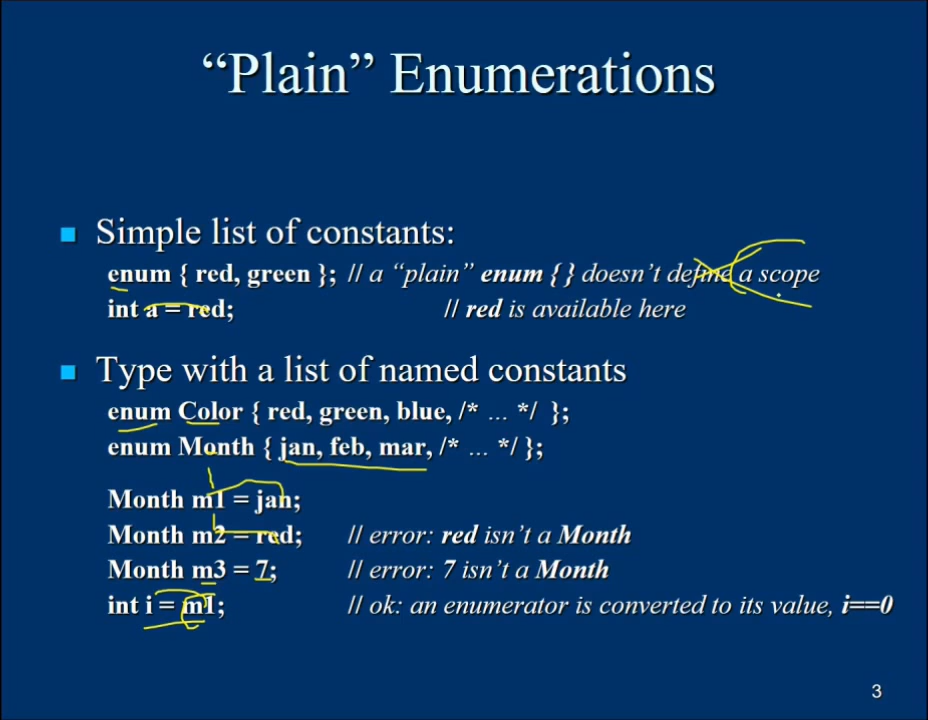 “Plain” Enumerations
Simple list of constants:
enum { red, green }; // a “plain” enum { } doesn’t define a scope
int a = red; // red is available here
Type with a list of named constants
enum Color { red, green, blue, /* … */ };
enum Month { jan, feb, mar, /* … */ };
Month m1 = jan;
Month m2 = red; // error: red isn’t a Month
Month m3 = 7; // error: 7 isn’t a Month
int i = m1; // ok: an enumerator is converted to its value, i==0
3